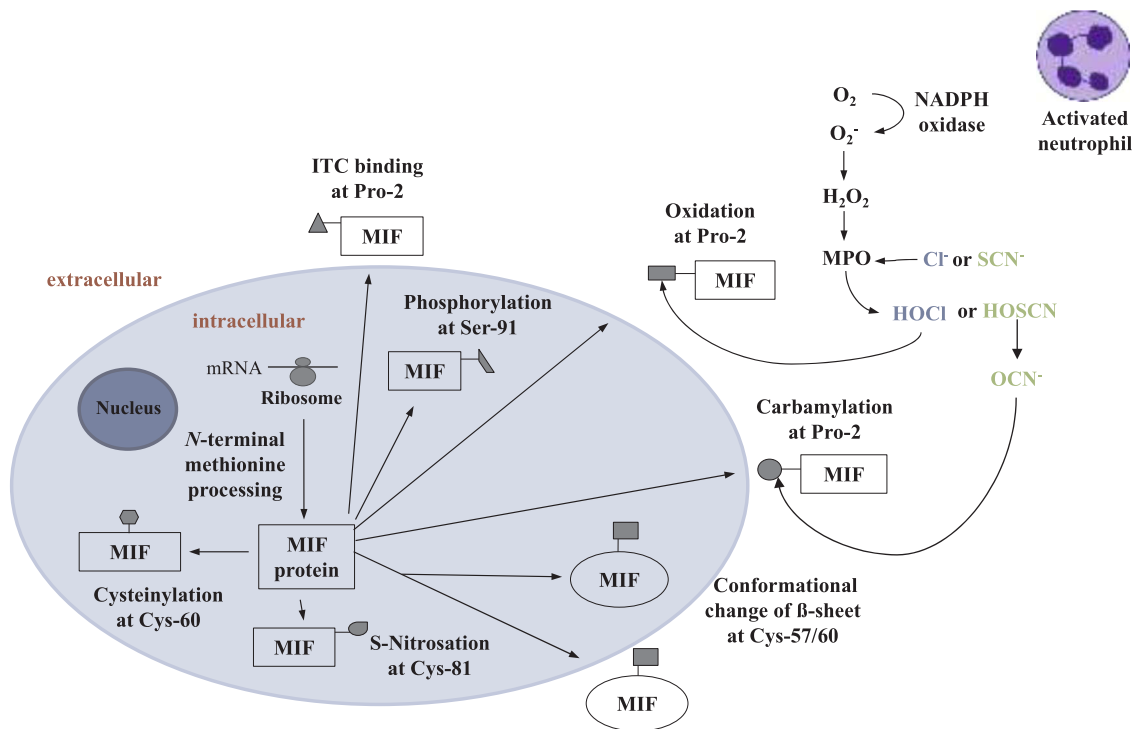 O₂
NADPH
oxidase
O₂⁻
Activated
neutrophil
H₂O₂
MPO
Cl⁻ or SCN⁻
HOCl or HOSCN
OCN⁻
ITC binding
at Pro-2
MIF
Oxidation
at Pro-2
MIF
extracellular
intracellular
Phosphorylation
at Ser-91
MIF
mRNA
Ribosome
Nucleus
N-terminal
methionine
processing
Carbamylation
at Pro-2
MIF
MIF
Cysteinylation
at Cys-60
MIF
protein
MIF
S-Nitrosation
at Cys-81
MIF
Conformational
change of ß-sheet
at Cys-57/60
MIF